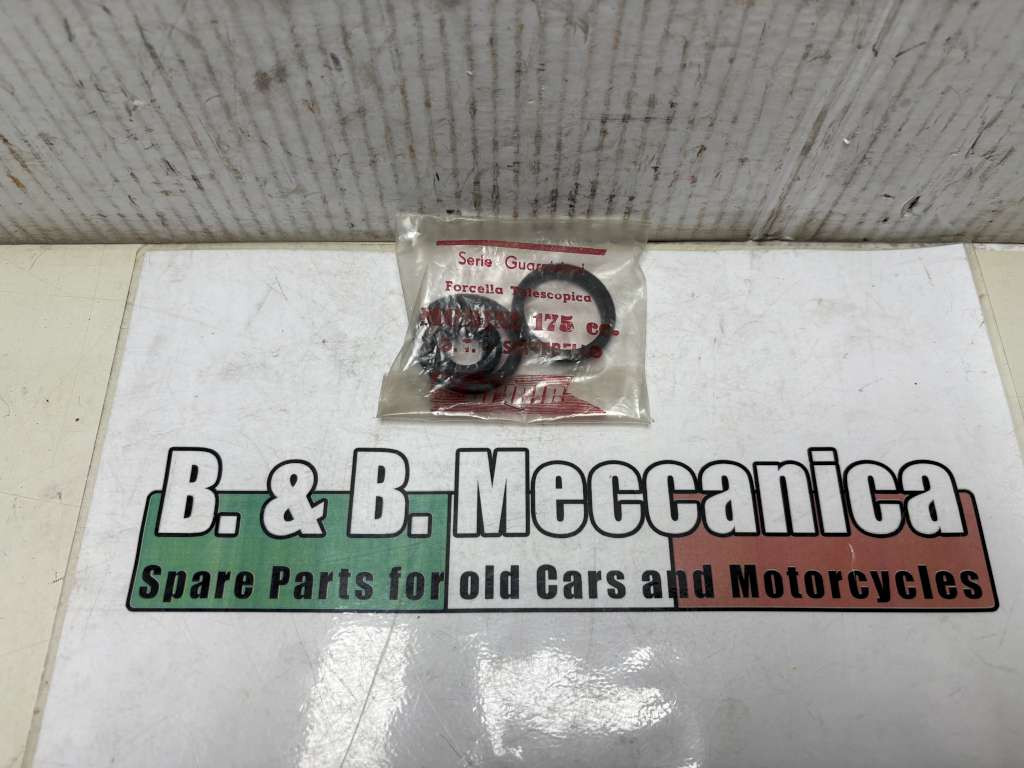 Serie Guarnizioni
Forcella Telescopica
175 cc.
B. & B. Meccanica
Spare Parts for old Cars and Motorcycles